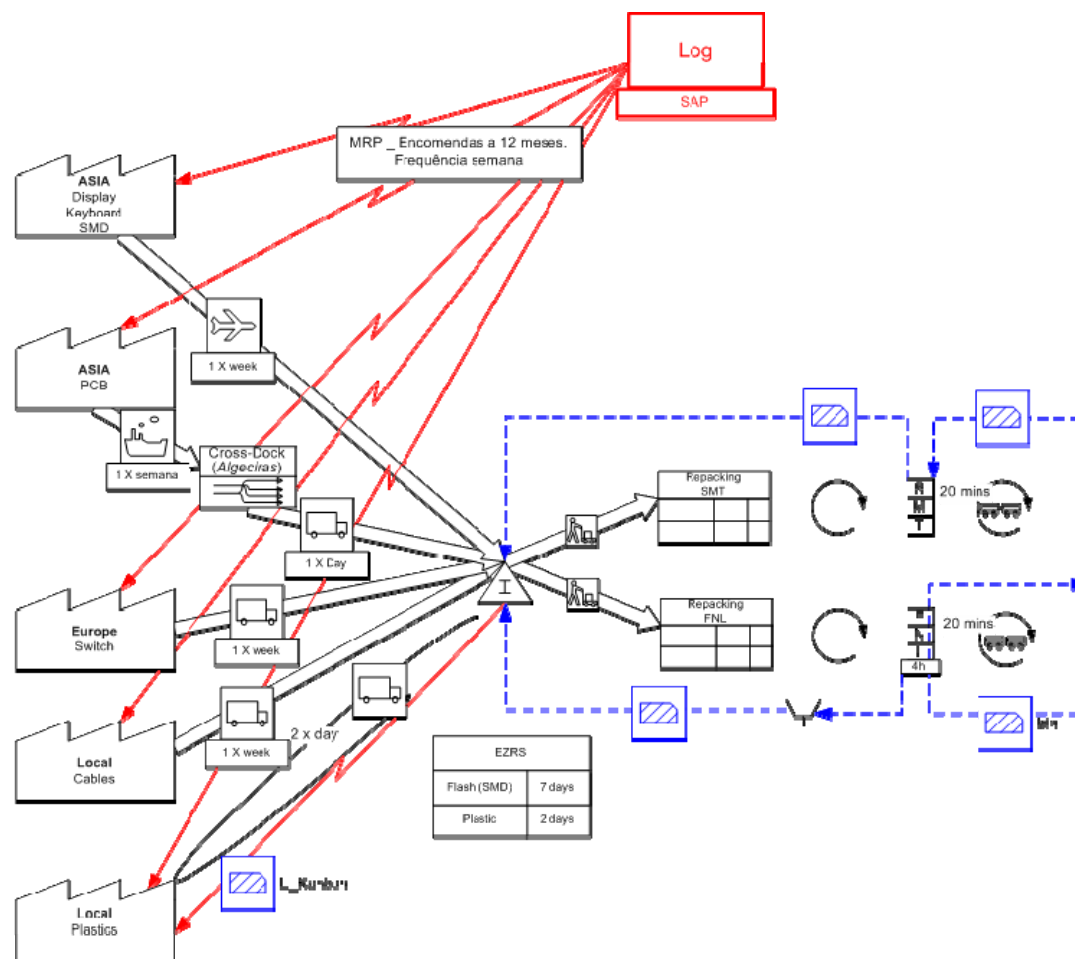 Log
SAP
MRP _ Encomendas a 12 meses.
Frequência semana
ASIA
Display
Keyboard
SMD
1 X week
ASIA
PCB
1 X semana
Cross-Dock
(Algeciras)
1 X Day
Repacking
SMT
20 mins
I
Repacking
FNL
20 mins
4h
Europe
Switch
1 X week
Local
Cables
1 X week
2 x day
EZRS
Flash (SMD) 7 days
Plastic 2 days
Local
Plastics